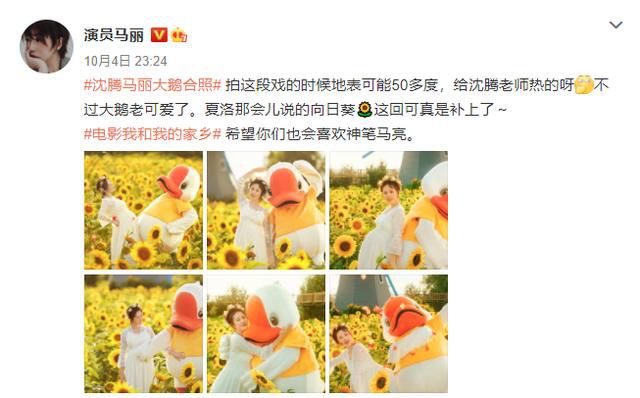 演员马丽
10月4日 23:24
#沈腾马丽大鹅合照# 拍这段戏的时候地表可能50多度，给沈腾老师热的呀不
过大鹅老可爱了。夏洛那会儿说的向日葵🌻这回可真是补上了～
#电影我和我的家乡# 希望你们也会喜欢神笔马亮。